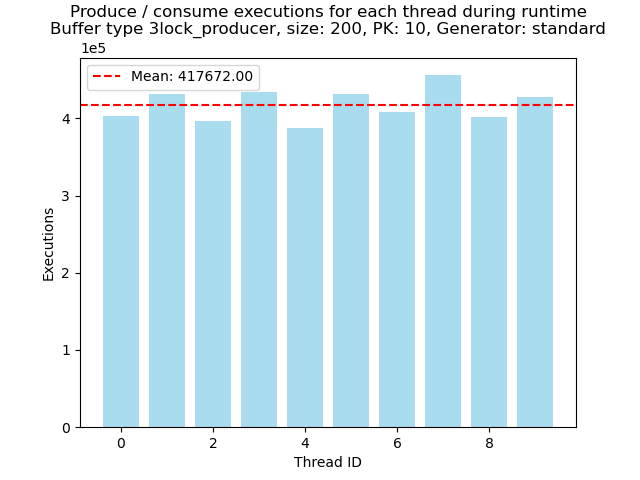 Produce / consume executions for each thread during runtime
Buffer type 3lock_producer, size: 200, PK: 10, Generator: standard
1e5
Mean: 417672.00
4
3
2
1
0
Executions
0 2 4 6 8
Thread ID